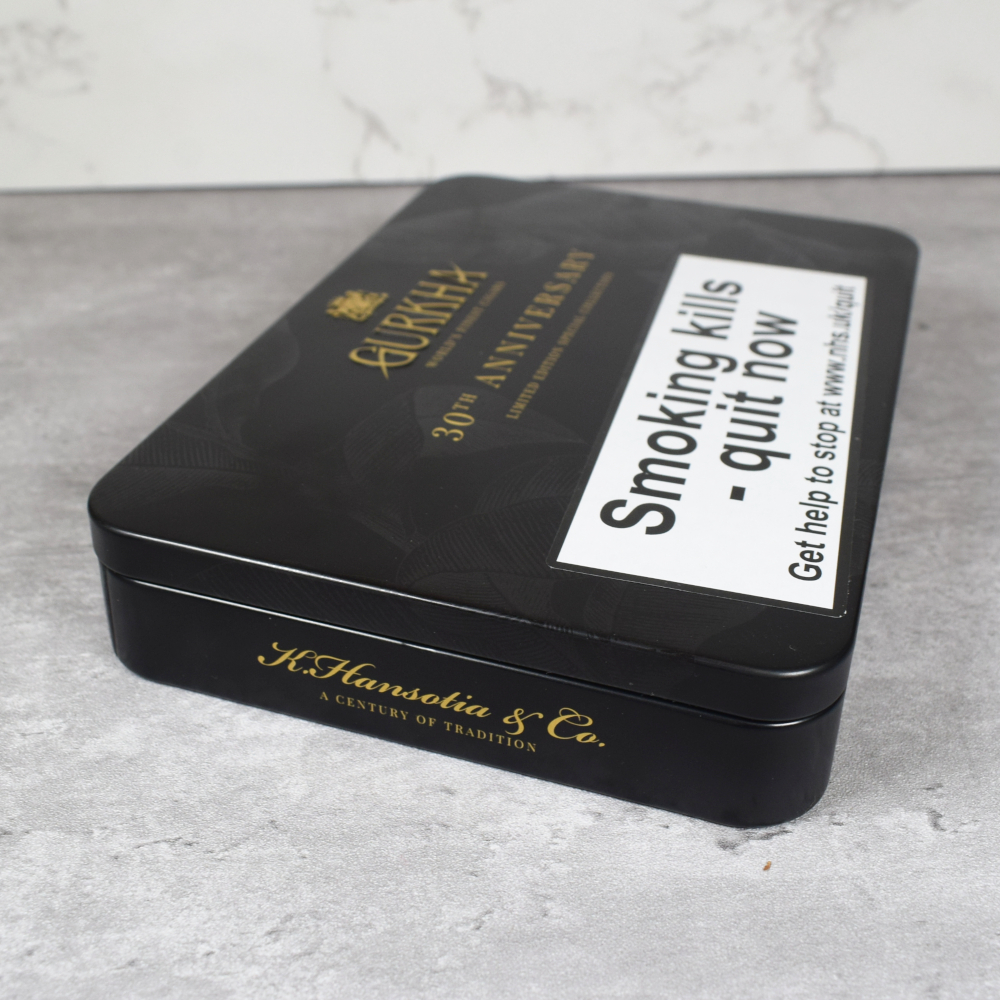 GURKHA
WORLD'S FINEST CIGARS
30TH ANNIVERSARY
LIMITED EDITION SPECIAL COLLECTION
Smoking kills
- quit now
Get help to stop at www.nhs.uk/quit
K.Hansotia & Co.
A CENTURY OF TRADITION